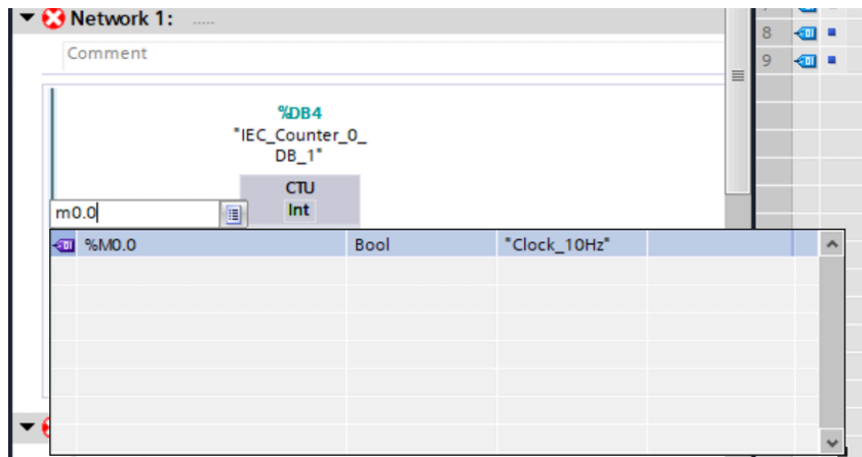 Network 1: .....
8
Comment
9
%DB4
"IEC_Counter_0_
DB_1"
CTU
m0.0
Int
%M0.0 Bool "Clock_10Hz"